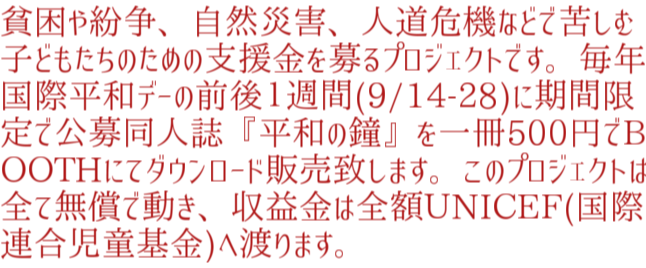 貧困や紛争、自然災害、人道危機などで苦しむ
子どもたちのための支援金を募るプロジェクトです。毎年
国際平和デーの前後1週間(9/14-28)に期間限
定で公募同人誌『平和の鐘』を一冊500円でB
OOTHにてダウンロード販売致します。このプロジェクトは
全て無償で動き、収益金は全額UNICEF(国際
連合児童基金)へ渡ります。